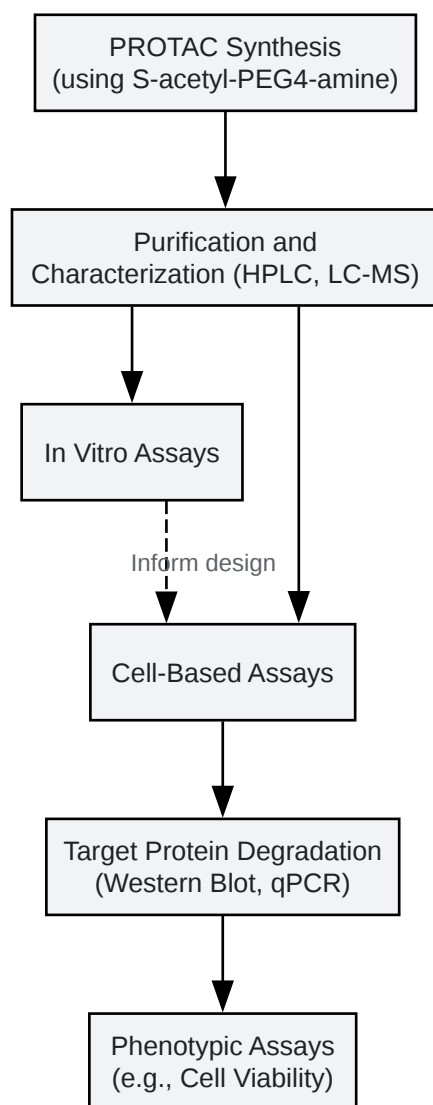 PROTAC Synthesis
(using S-acetyl-PEG4-amine)
Purification and
Characterization (HPLC, LC-MS)
In Vitro Assays
Inform design
Cell-Based Assays
Target Protein Degradation
(Western Blot, qPCR)
Phenotypic Assays
(e.g., Cell Viability)